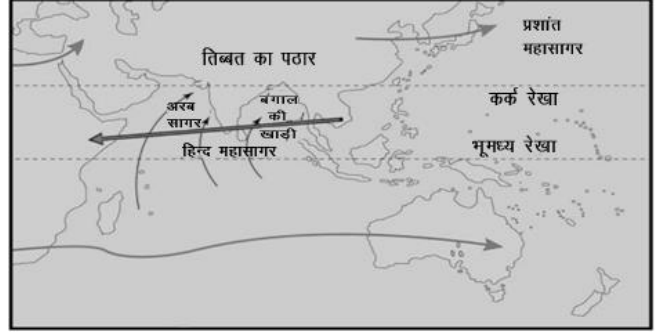 प्रशांत
महासागर
तिब्बत का पठार
अरब
सागर
बंगाल
की
खाड़ी
कर्क रेखा
हिन्द महासागर
भूमध्य रेखा